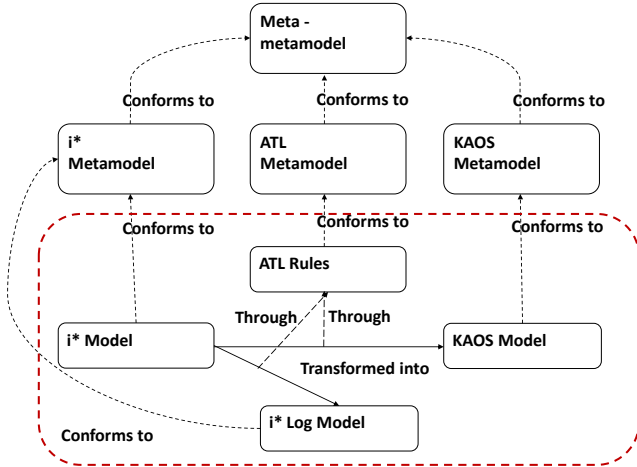 Meta -
metamodel
Conforms to
Conforms to
Conforms to
i*
Metamodel
ATL
Metamodel
KAOS
Metamodel
Conforms to
Conforms to
Conforms to
ATL Rules
Through
Through
i* Model
KAOS Model
Transformed into
i* Log Model
Conforms to